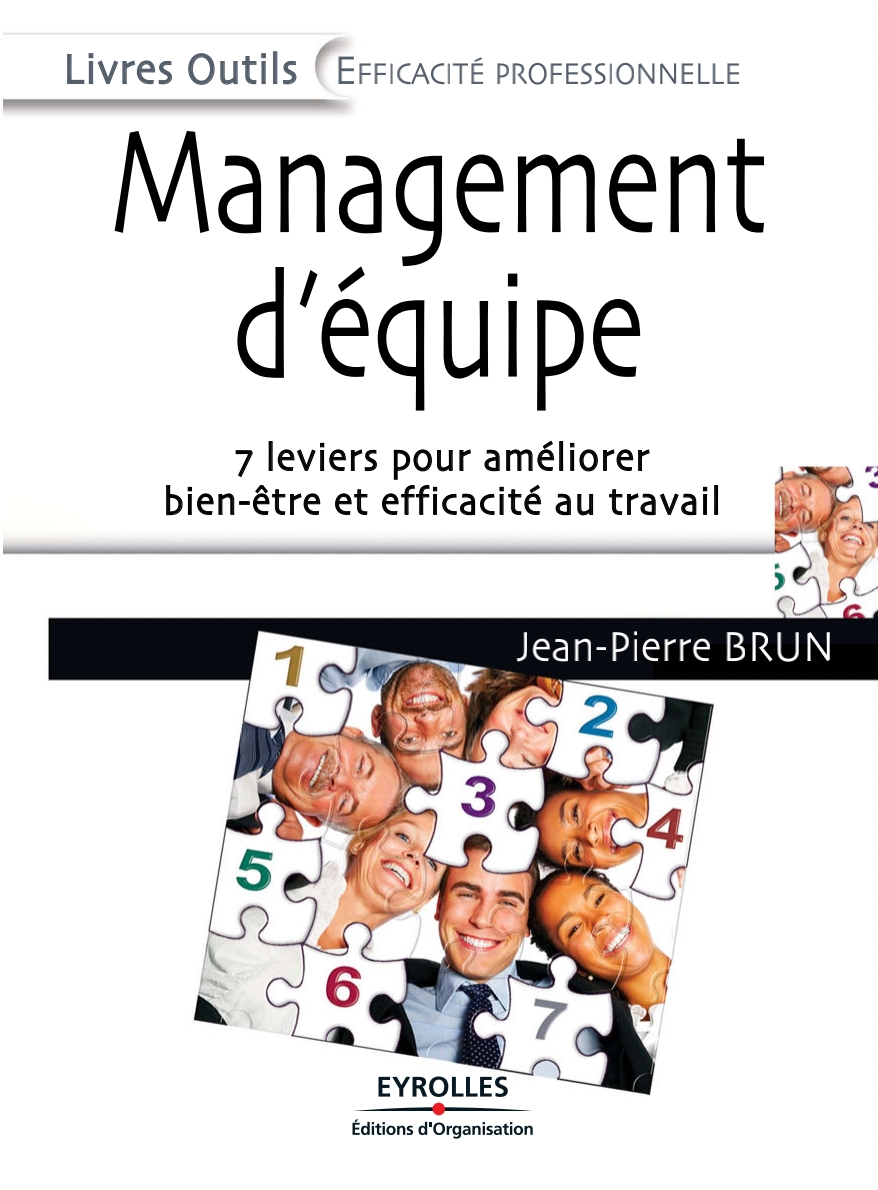 Livres Outils EFFICACITÉ PROFESSIONNELLE
Management
d'équipe
7 leviers pour améliorer
bien-être et efficacité au travail
Jean-Pierre BRUN
1
2
3
4
5
6
7
EYROLLES
Éditions d'Organisation